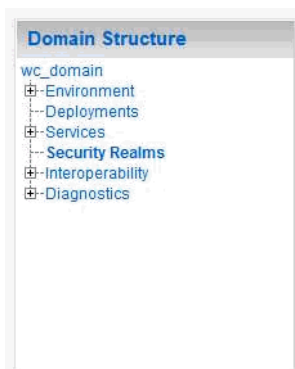 Domain Structure
wc_domain
Environment
Deployments
Services
Security Realms
Interoperability
Diagnostics